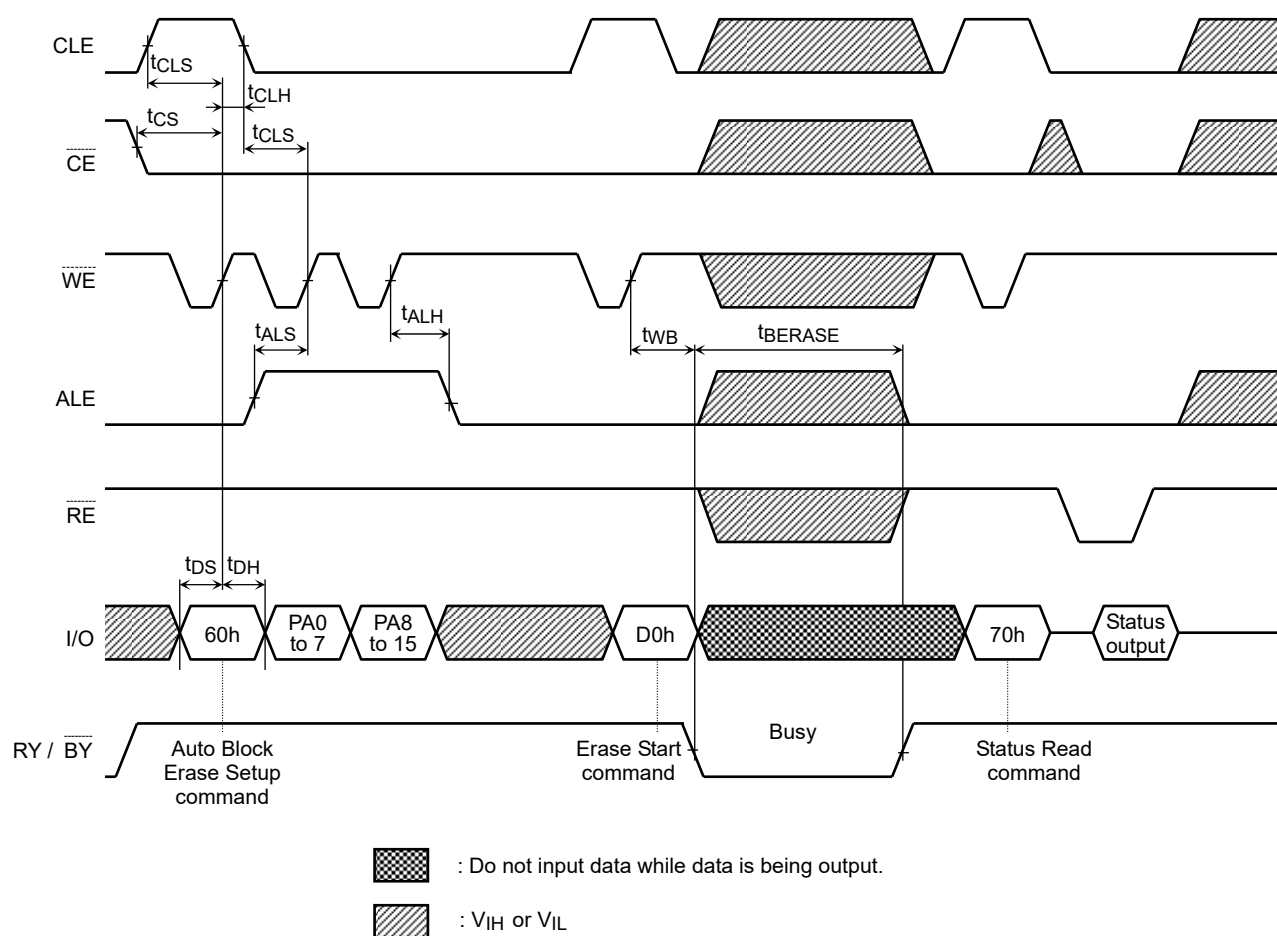 CLE
tCLS
tCLH
tCS
tCLS
CE
WE
tALS
tALH
tWB
tBERASE
ALE
RE
tDS
tDH
I/O
60h
PA0
to 7
PA8
to 15
D0h
70h
Status
output
RY / BY
Auto Block
Erase Setup
command
Erase Start
command
Busy
Status Read
command
: Do not input data while data is being output.
: VIH or VIL